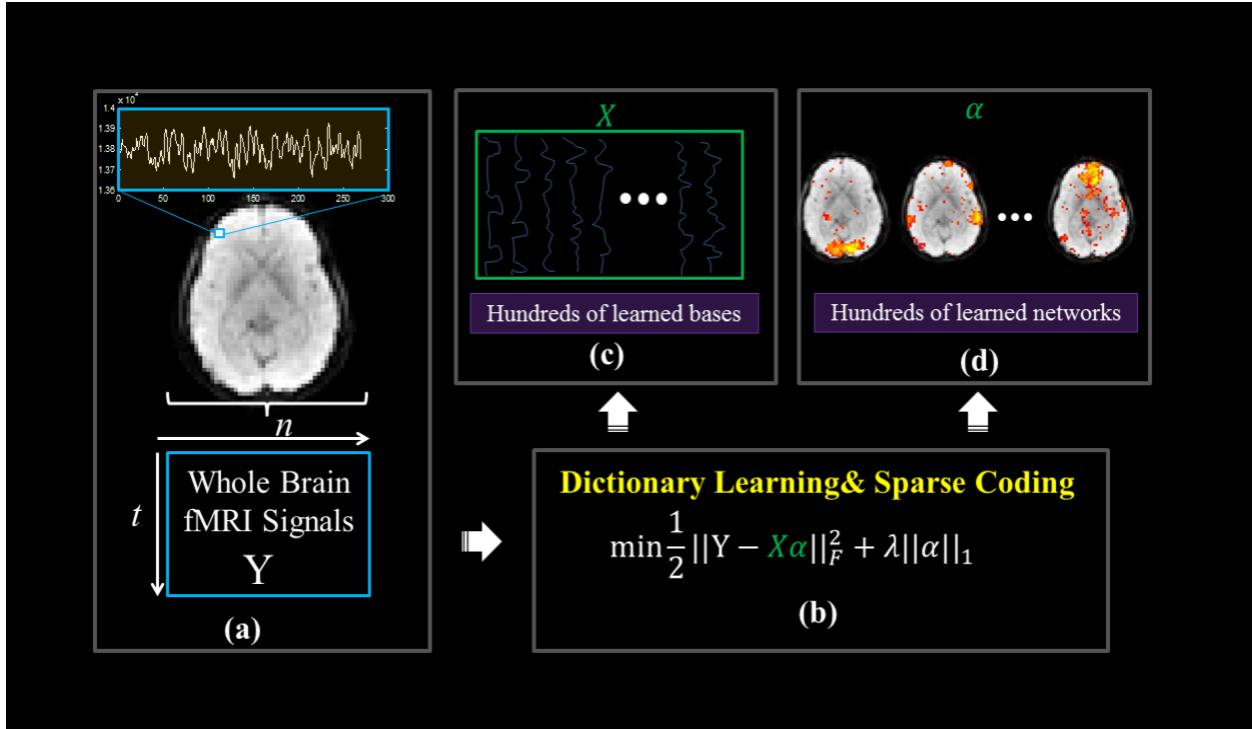 1.4 x 10⁴
1.39
1.38
1.37
1.36
0 50 100 150 200 250 300
n
t
Whole Brain
fMRI Signals
Y
(a)
X
Hundreds of learned bases
(c)
α
Hundreds of learned networks
(d)
Dictionary Learning& Sparse Coding
min 1/2 ||Y − Xα||²_F + λ||α||₁
(b)